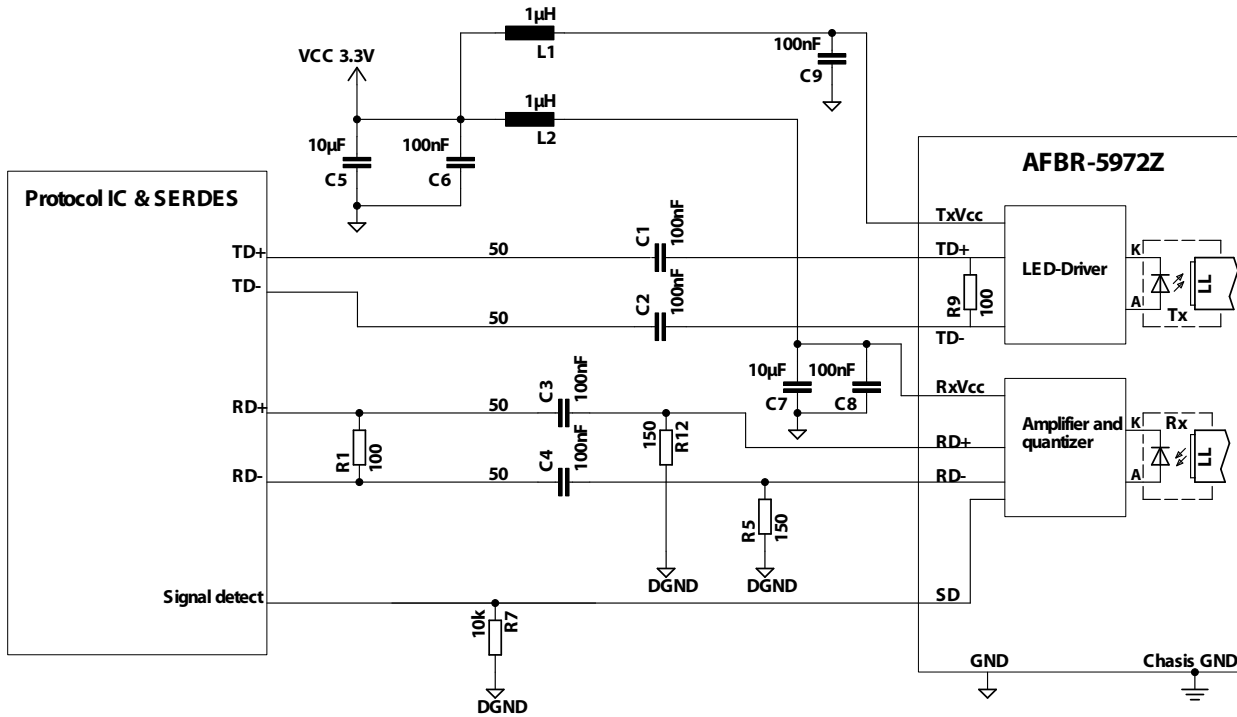 1µH
L1
100nF
C9
VCC 3.3V
1µH
L2
10µF
C5
100nF
C6
AFBR-5972Z
Protocol IC & SERDES
TxVcc
TD+
50
C1
100nF
TD+
LED-Driver
K
LL
TD-
50
C2
100nF
R9
100
A
Tx
TD-
10µF
C7
100nF
C8
RxVcc
RD+
50
C3
100nF
150
R12
RD+
Amplifier and
quantizer
K
Rx
LL
R1
100
RD-
50
C4
100nF
RD-
A
R5
150
DGND
DGND
Signal detect
10k
R7
SD
DGND
GND
Chasis GND